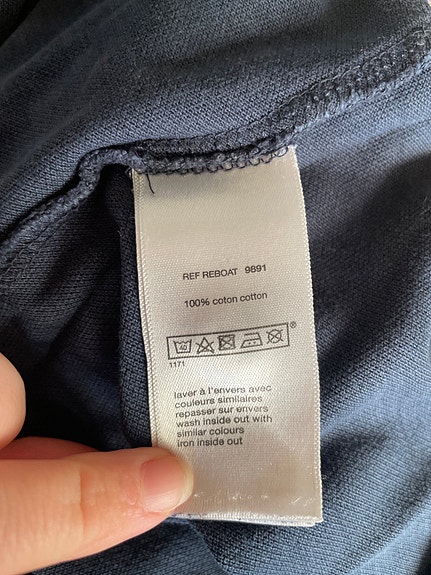 REF REBOAT 9891
100% coton cotton
40
®
1171
laver à l'envers avec
couleurs similaires
repasser sur envers
wash inside out with
similar colours
iron inside out